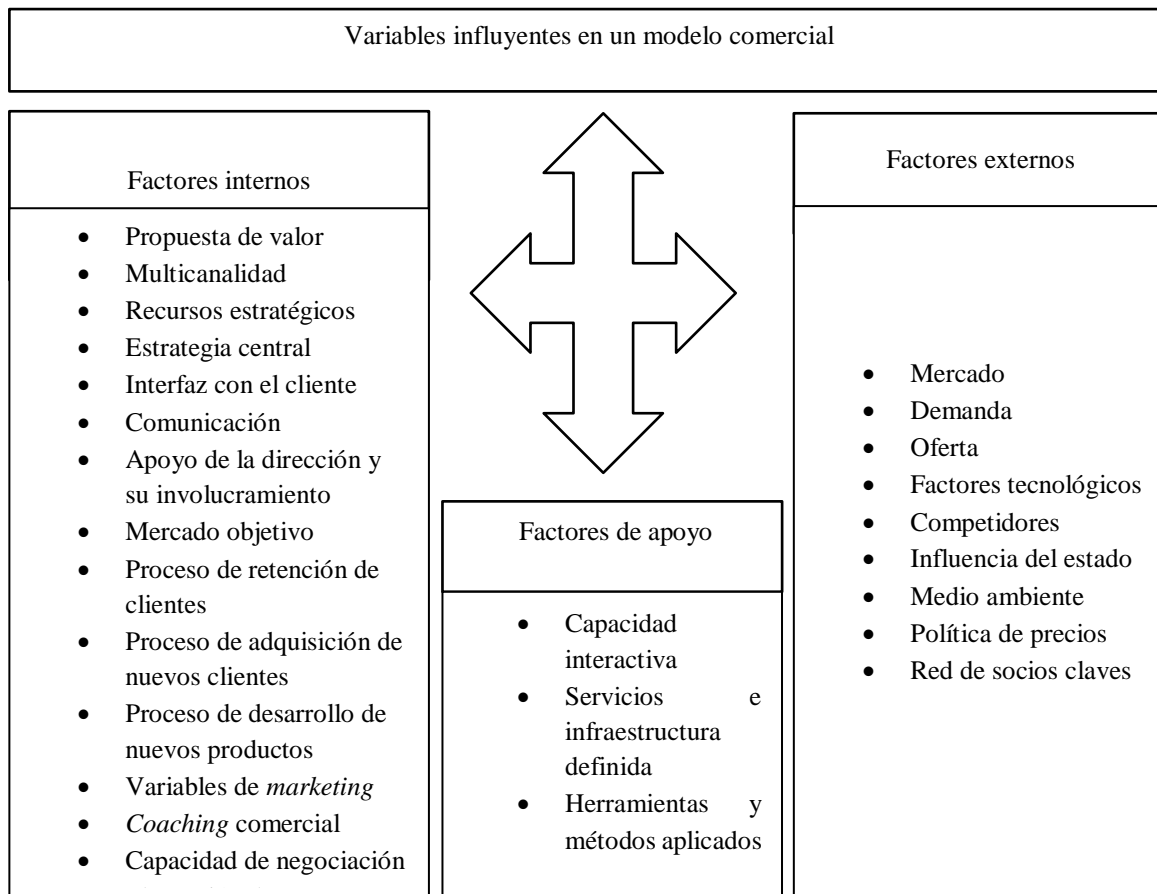 Variables influyentes en un modelo comercial
Factores internos
• Propuesta de valor
• Multicanalidad
• Recursos estratégicos
• Estrategia central
• Interfaz con el cliente
• Comunicación
• Apoyo de la dirección y
su involucramiento
• Mercado objetivo
• Proceso de retención de
clientes
• Proceso de adquisición de
nuevos clientes
• Proceso de desarrollo de
nuevos productos
• Variables de marketing
• Coaching comercial
• Capacidad de negociación
Factores de apoyo
• Capacidad
interactiva
• Servicios e
infraestructura
definida
• Herramientas y
métodos aplicados
Factores externos
• Mercado
• Demanda
• Oferta
• Factores tecnológicos
• Competidores
• Influencia del estado
• Medio ambiente
• Política de precios
• Red de socios claves